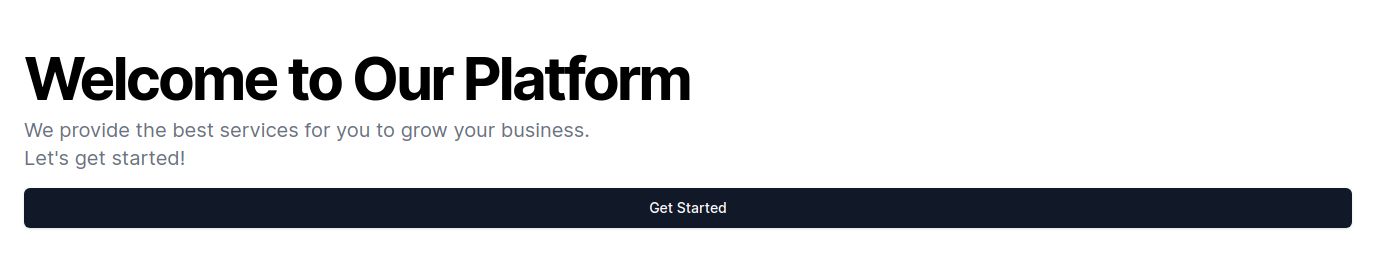 Welcome to Our Platform
We provide the best services for you to grow your business.
Let's get started!
Get Started